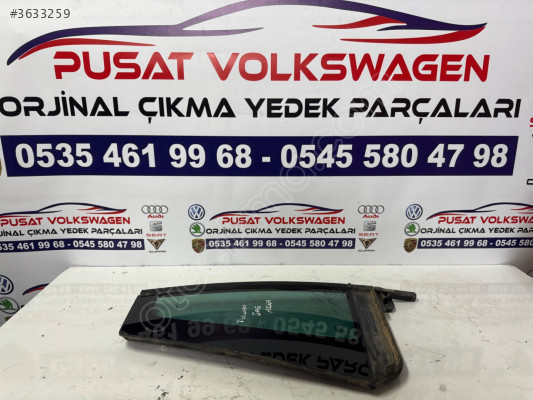 #3633259
PUSAT VOLKSWAGEN
ORJİNAL ÇIKMA YEDEK PARÇALARI
0535 461 99 68 - 0545 580 47 98
PUSAT VOLKSWAGEN
ORJİNAL ÇIKMA YEDEK PARÇALARI
0535 461 99 68 - 0545 580 47 98
Audi
SEAT
PUSAT VOLKSWAGEN
ORJİNAL ÇIKMA YEDEK PARÇALARI
0535 461 99 68 - 0545 580 47 98
Audi
SEAT
PUSAT VOLKSWAGEN
ORJİNAL ÇIKMA YEDEK PARÇALARI
0535 461 99 68 - 0545 580 47 98